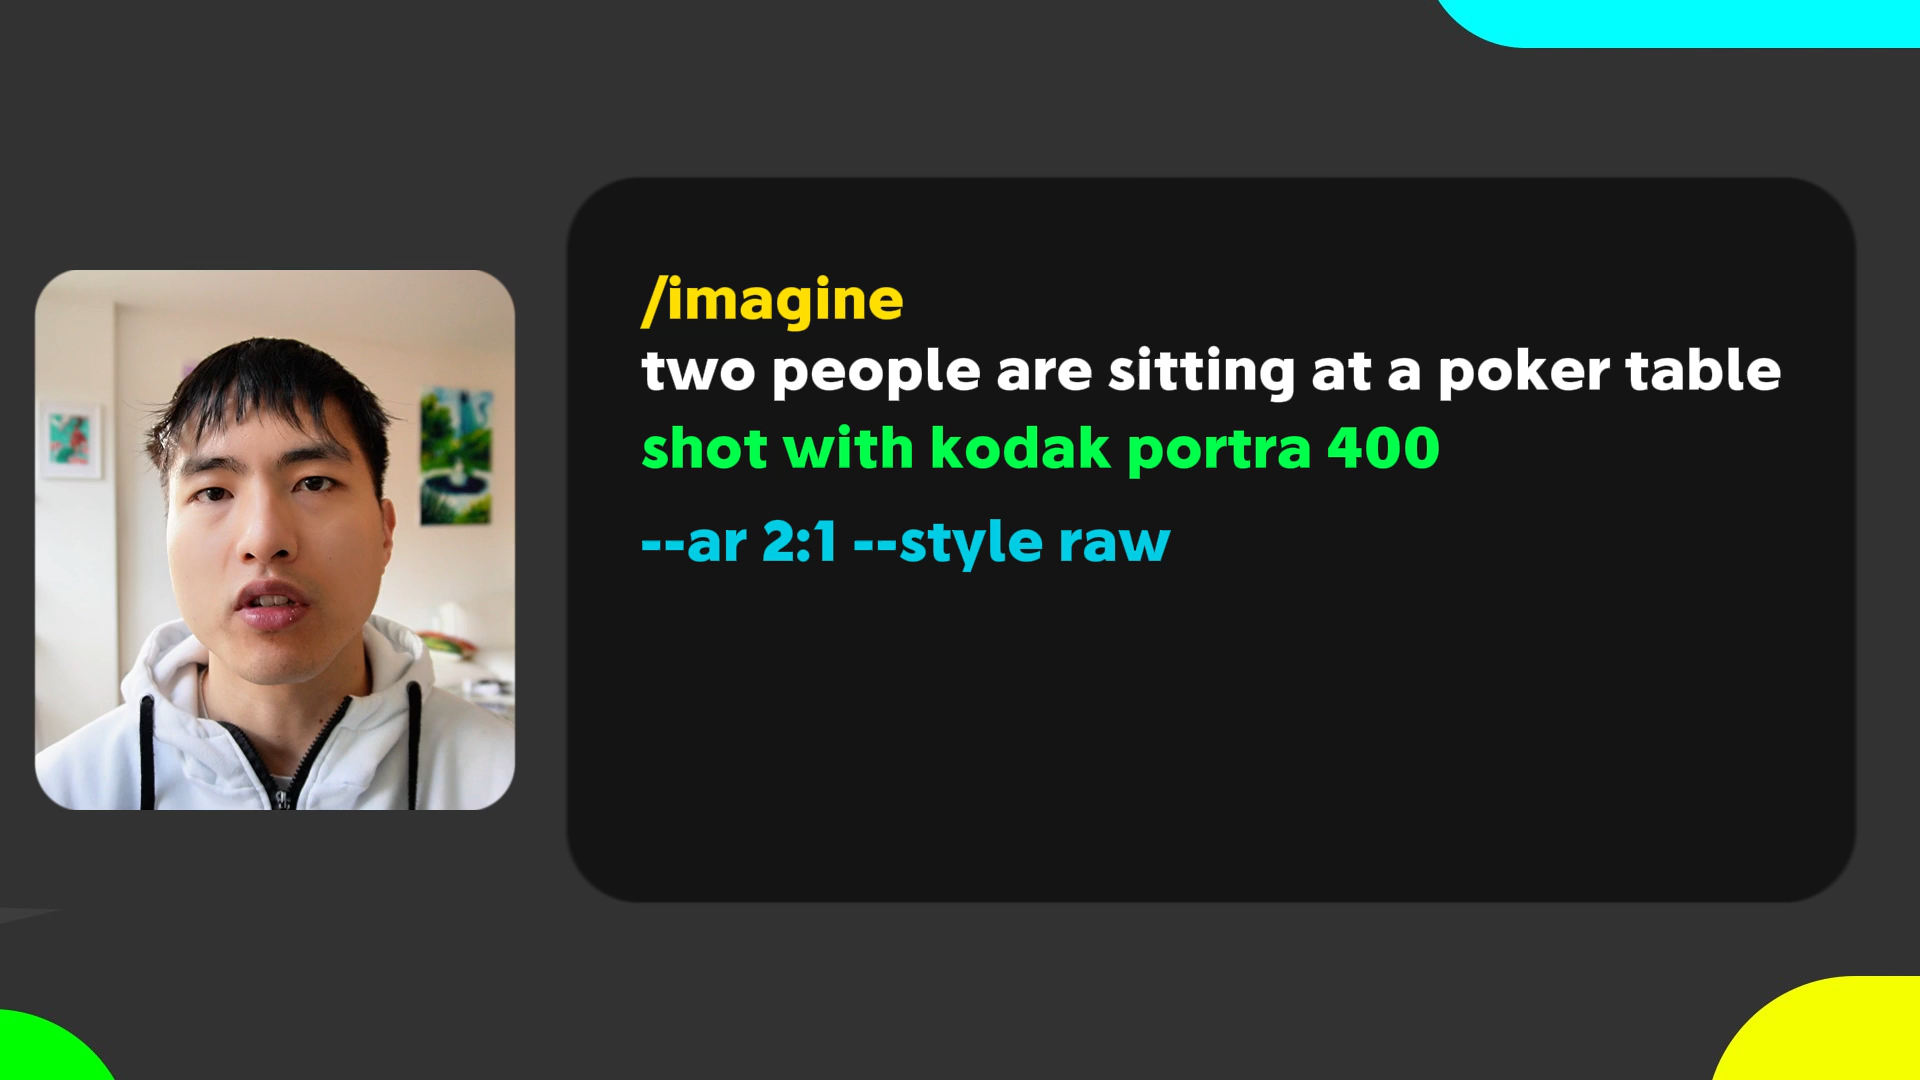 /imagine
two people are sitting at a poker table
shot with kodak portra 400
--ar 2:1 --style raw